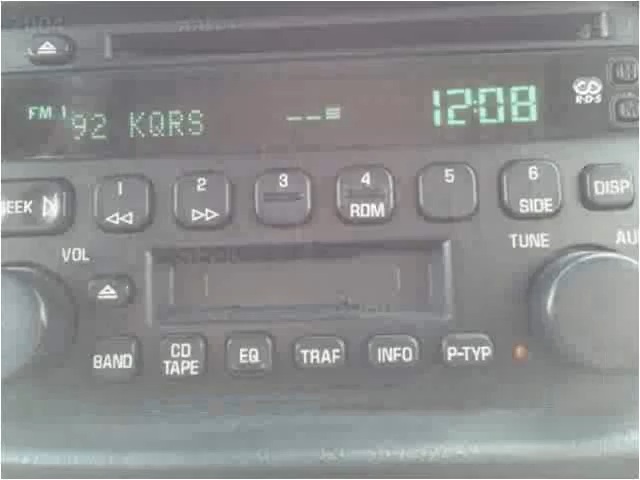 FM 1 92 KQRS 12:08 R·D·S
SEEK 1 2 3 4 RDM 5 6 SIDE DISP
VOL TUNE AU
BAND CD TAPE EQ TRAF INFO P-TYP